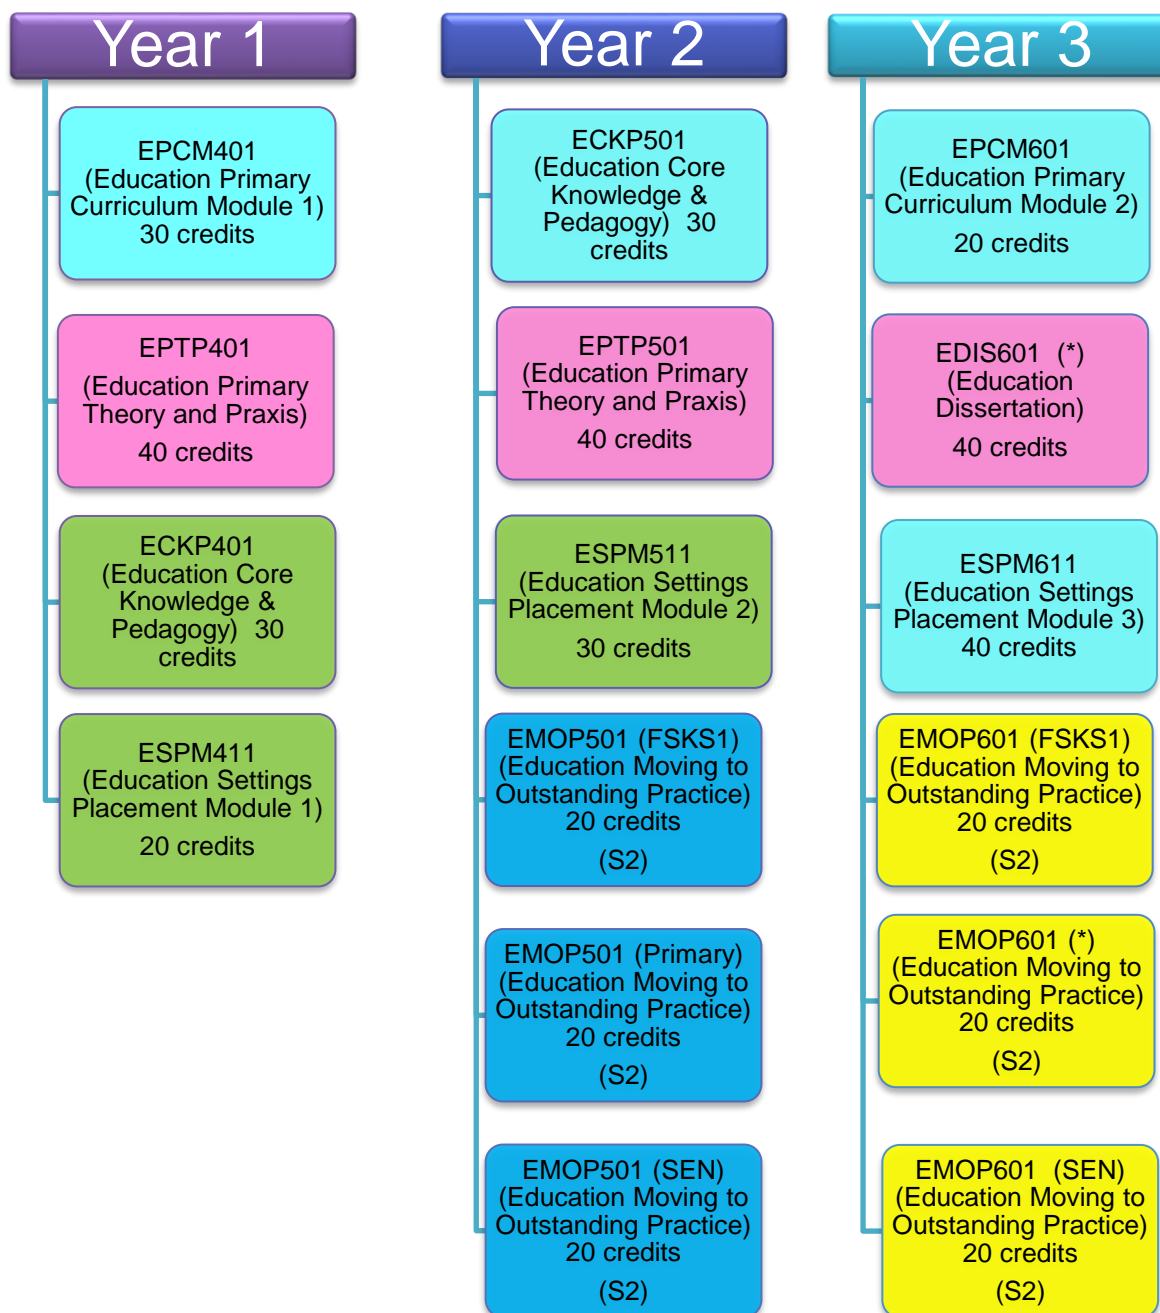 Year 1
EPCM401
(Education Primary
Curriculum Module 1)
30 credits
EPTP401
(Education Primary
Theory and Praxis)
40 credits
ECKP401
(Education Core
Knowledge &
Pedagogy)  30
credits
ESPM411
(Education Settings
Placement Module 1)
20 credits
Year 2
ECKP501
(Education Core
Knowledge &
Pedagogy)  30
credits
EPTP501
(Education Primary
Theory and Praxis)
40 credits
ESPM511
(Education Settings
Placement Module 2)
30 credits
EMOP501 (FSKS1)
(Education Moving to
Outstanding Practice)
20 credits
(S2)
EMOP501 (Primary)
(Education Moving to
Outstanding Practice)
20 credits
(S2)
EMOP501 (SEN)
(Education Moving to
Outstanding Practice)
20 credits
(S2)
Year 3
EPCM601
(Education Primary
Curriculum Module 2)
20 credits
EDIS601  (*)
(Education
Dissertation)
40 credits
ESPM611
(Education Settings
Placement Module 3)
40 credits
EMOP601 (FSKS1)
(Education Moving to
Outstanding Practice)
20 credits
(S2)
EMOP601 (*)
(Education Moving to
Outstanding Practice)
20 credits
(S2)
EMOP601  (SEN)
(Education Moving to
Outstanding Practice)
20 credits
(S2)